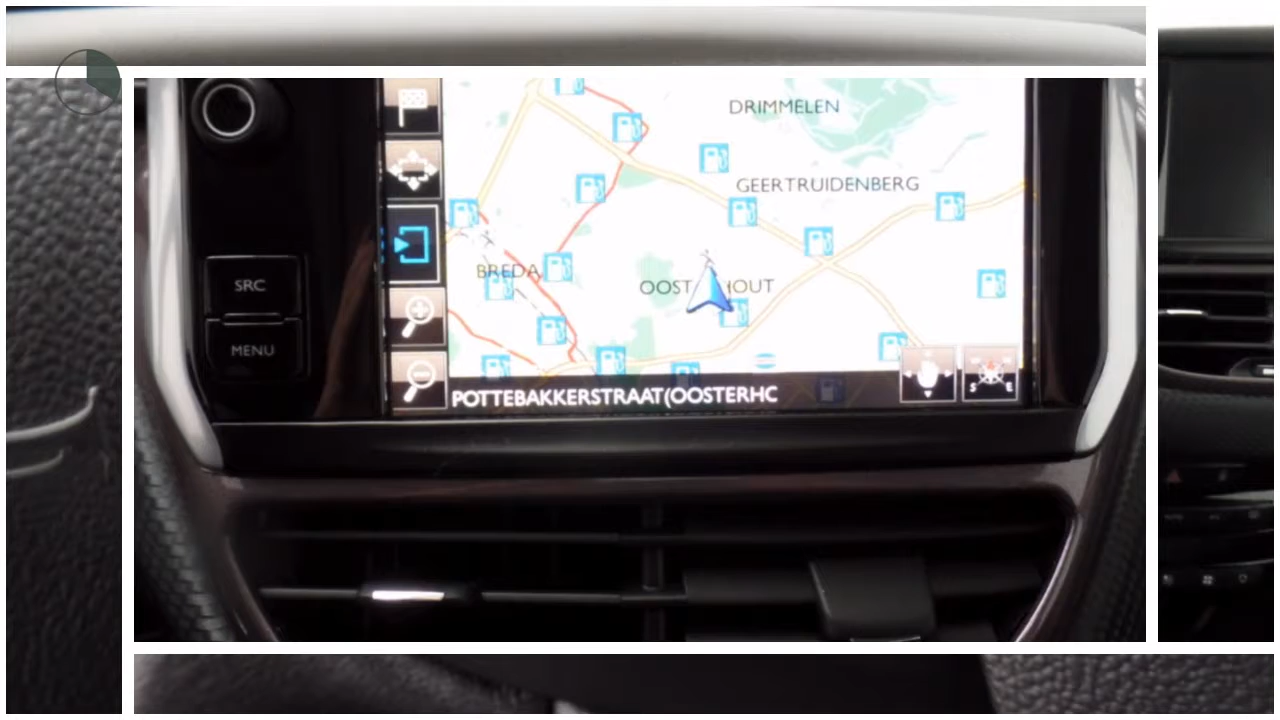 DRIMMELEN
GEERTRUIDENBERG
BREDA
OOST HOUT
SRC
MENU
POTTEBAKKERSTRAAT(OOSTERHC
S E